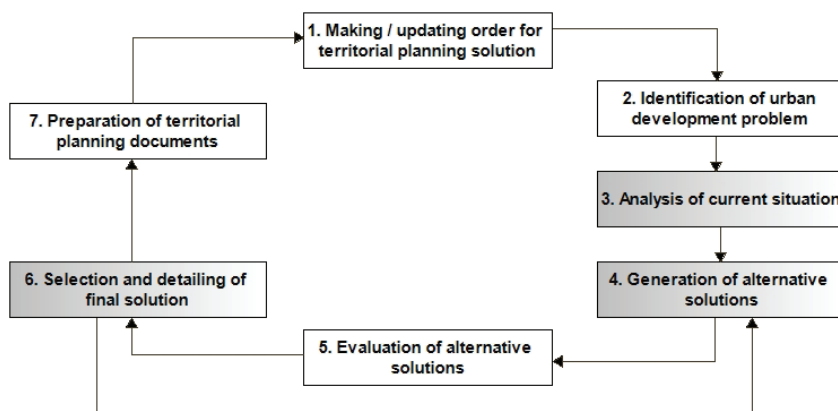 1. Making / updating order for
territorial planning solution
2. Identification of urban
development problem
3. Analysis of current situation
4. Generation of alternative
solutions
5. Evaluation of alternative
solutions
6. Selection and detailing of
final solution
7. Preparation of territorial
planning documents